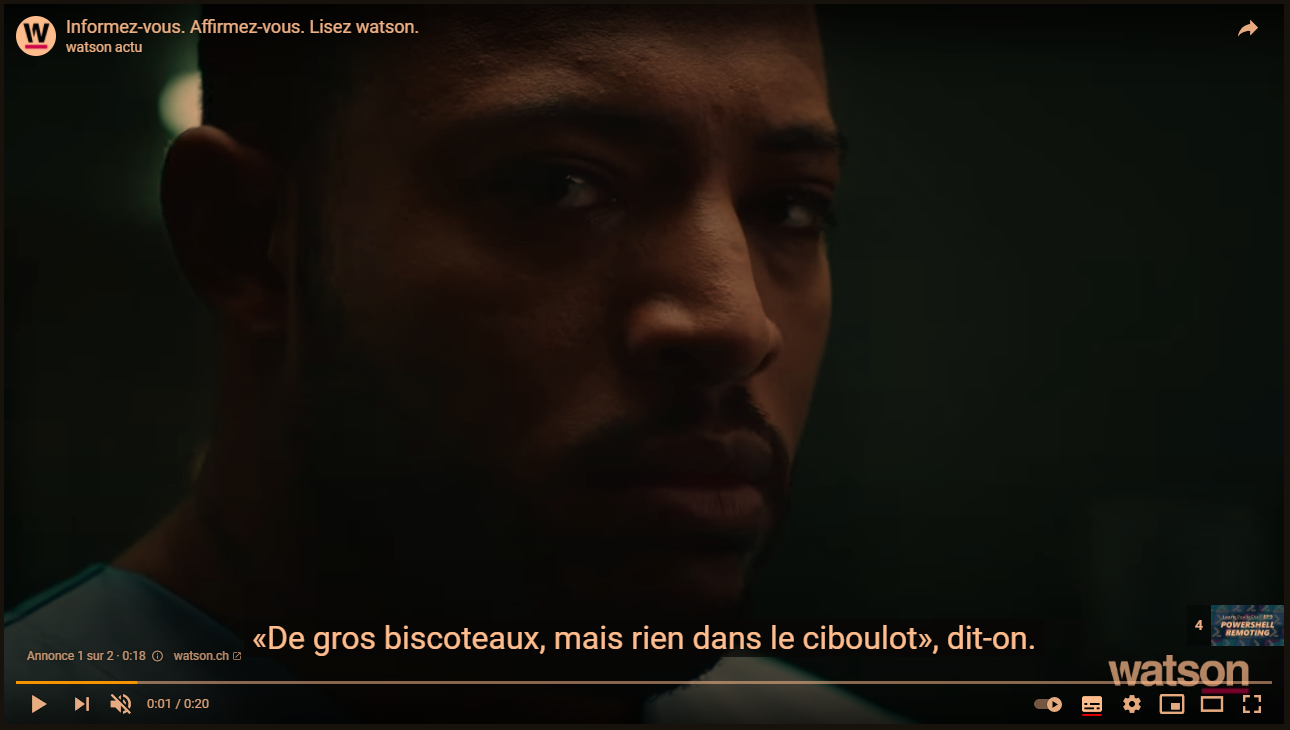 W
Informez-vous. Affirmez-vous. Lisez watson.
watson actu
«De gros biscoteaux, mais rien dans le ciboulot», dit-on.
4
POWERSHELL
REMOTING
Annonce 1 sur 2 · 0:18
watson.ch
watson
0:01 / 0:20